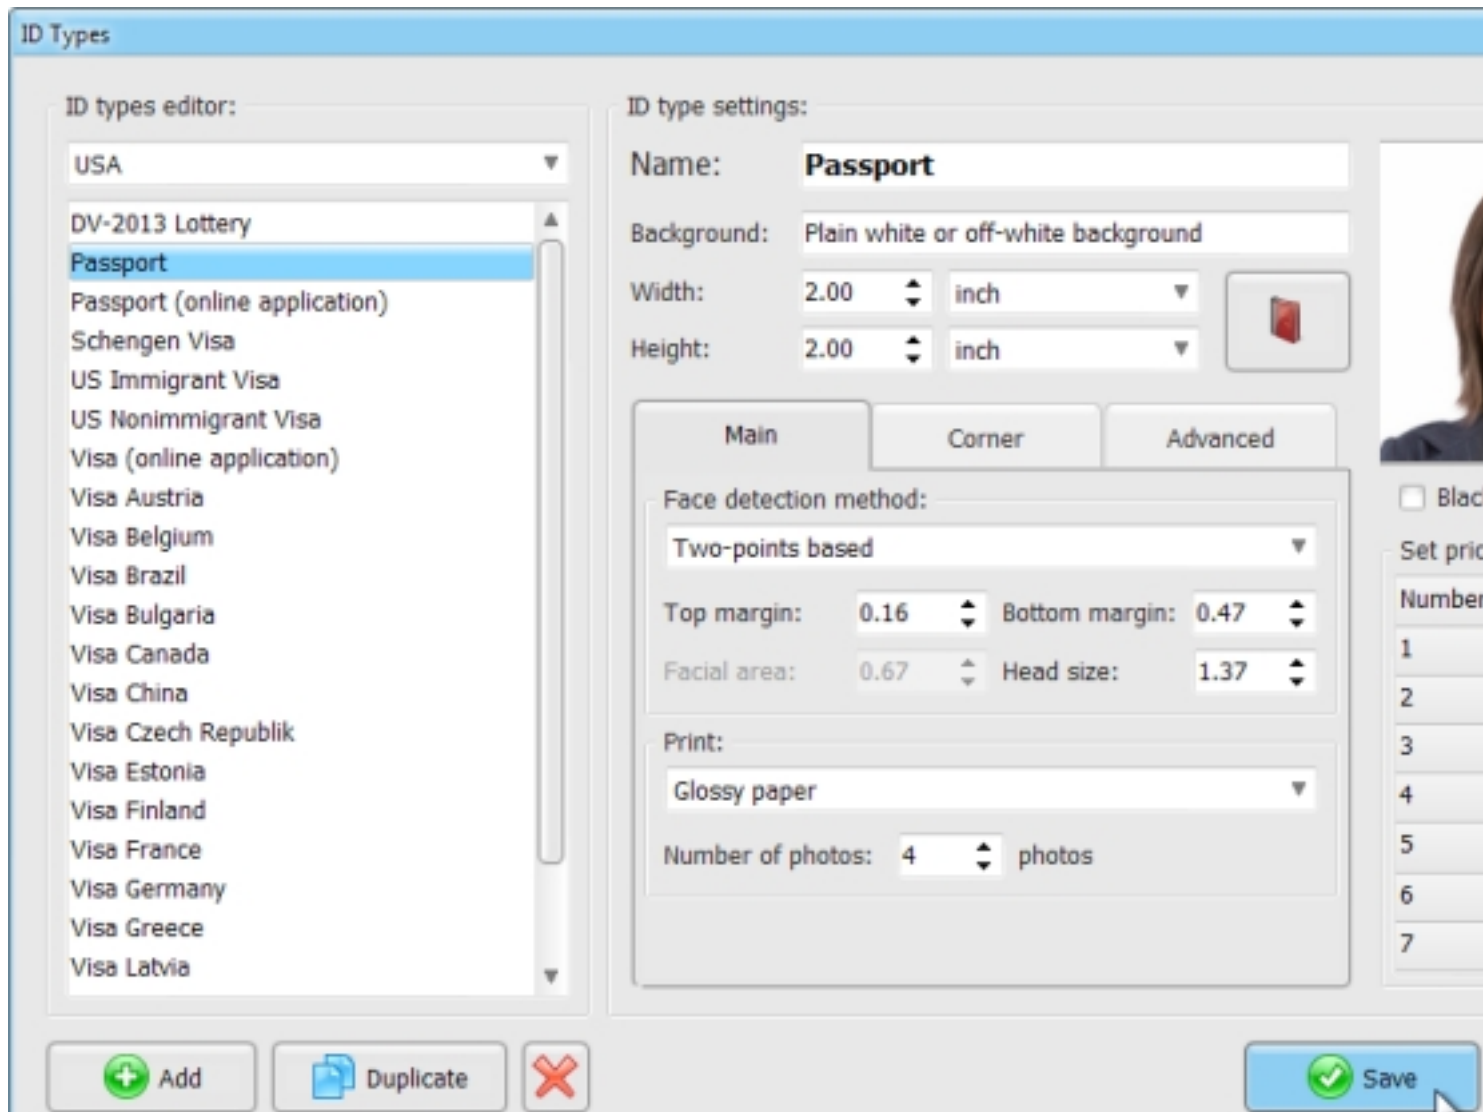 ID Types
ID types editor:
USA
DV-2013 Lottery
Passport
Passport (online application)
Schengen Visa
US Immigrant Visa
US Nonimmigrant Visa
Visa (online application)
Visa Austria
Visa Belgium
Visa Brazil
Visa Bulgaria
Visa Canada
Visa China
Visa Czech Republik
Visa Estonia
Visa Finland
Visa France
Visa Germany
Visa Greece
Visa Latvia
Add Duplicate
ID type settings:
Name: Passport
Background: Plain white or off-white background
Width: 2.00 inch
Height: 2.00 inch
Main Corner Advanced
Face detection method:
Two-points based
Top margin: 0.16 Bottom margin: 0.47
Facial area: 0.67 Head size: 1.37
Print:
Glossy paper
Number of photos: 4 photos
Set
Number
1
2
3
4
5
6
7
Save